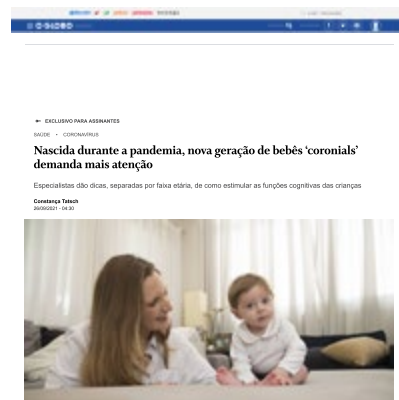 O GLOBO
EXCLUSIVO PARA ASSINANTES
SAÚDE • CORONAVÍRUS
Nascida durante a pandemia, nova geração de bebês ‘coronials’
demanda mais atenção
Especialistas dão dicas, separadas por faixa etária, de como estimular as funções cognitivas das crianças
Constança Tatsch
26/09/2021 - 04:30